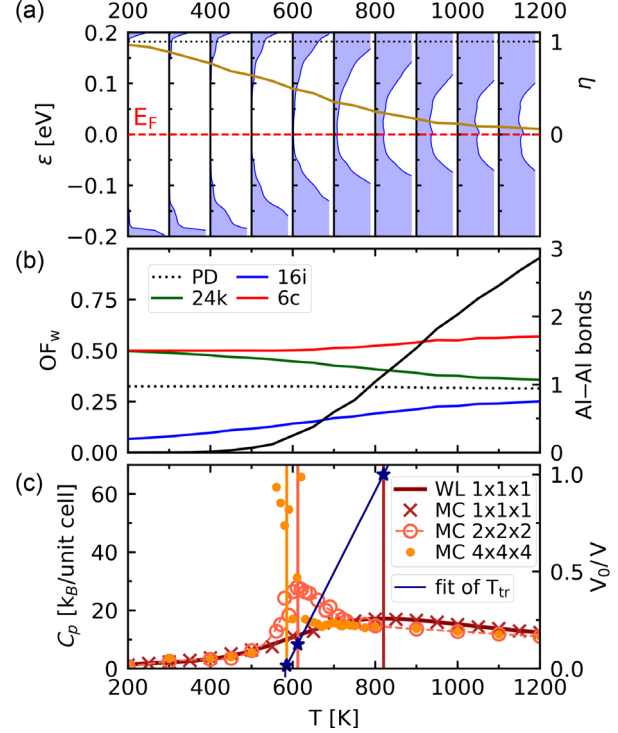 (a)
200 400 600 800 1000 1200
ε [eV]
0.2
0.1
0.0
−0.1
−0.2
E_F
1
0
η
(b)
OF_w
0.75
0.50
0.25
0.00
PD
24k
16i
6c
3
2
1
0
Al−Al bonds
(c)
C_p [k_B/unit cell]
60
40
20
0
WL 1x1x1
MC 1x1x1
MC 2x2x2
MC 4x4x4
fit of T_tr
1.0
0.5
0.0
V_0/V
200 400 600 800 1000 1200
T [K]